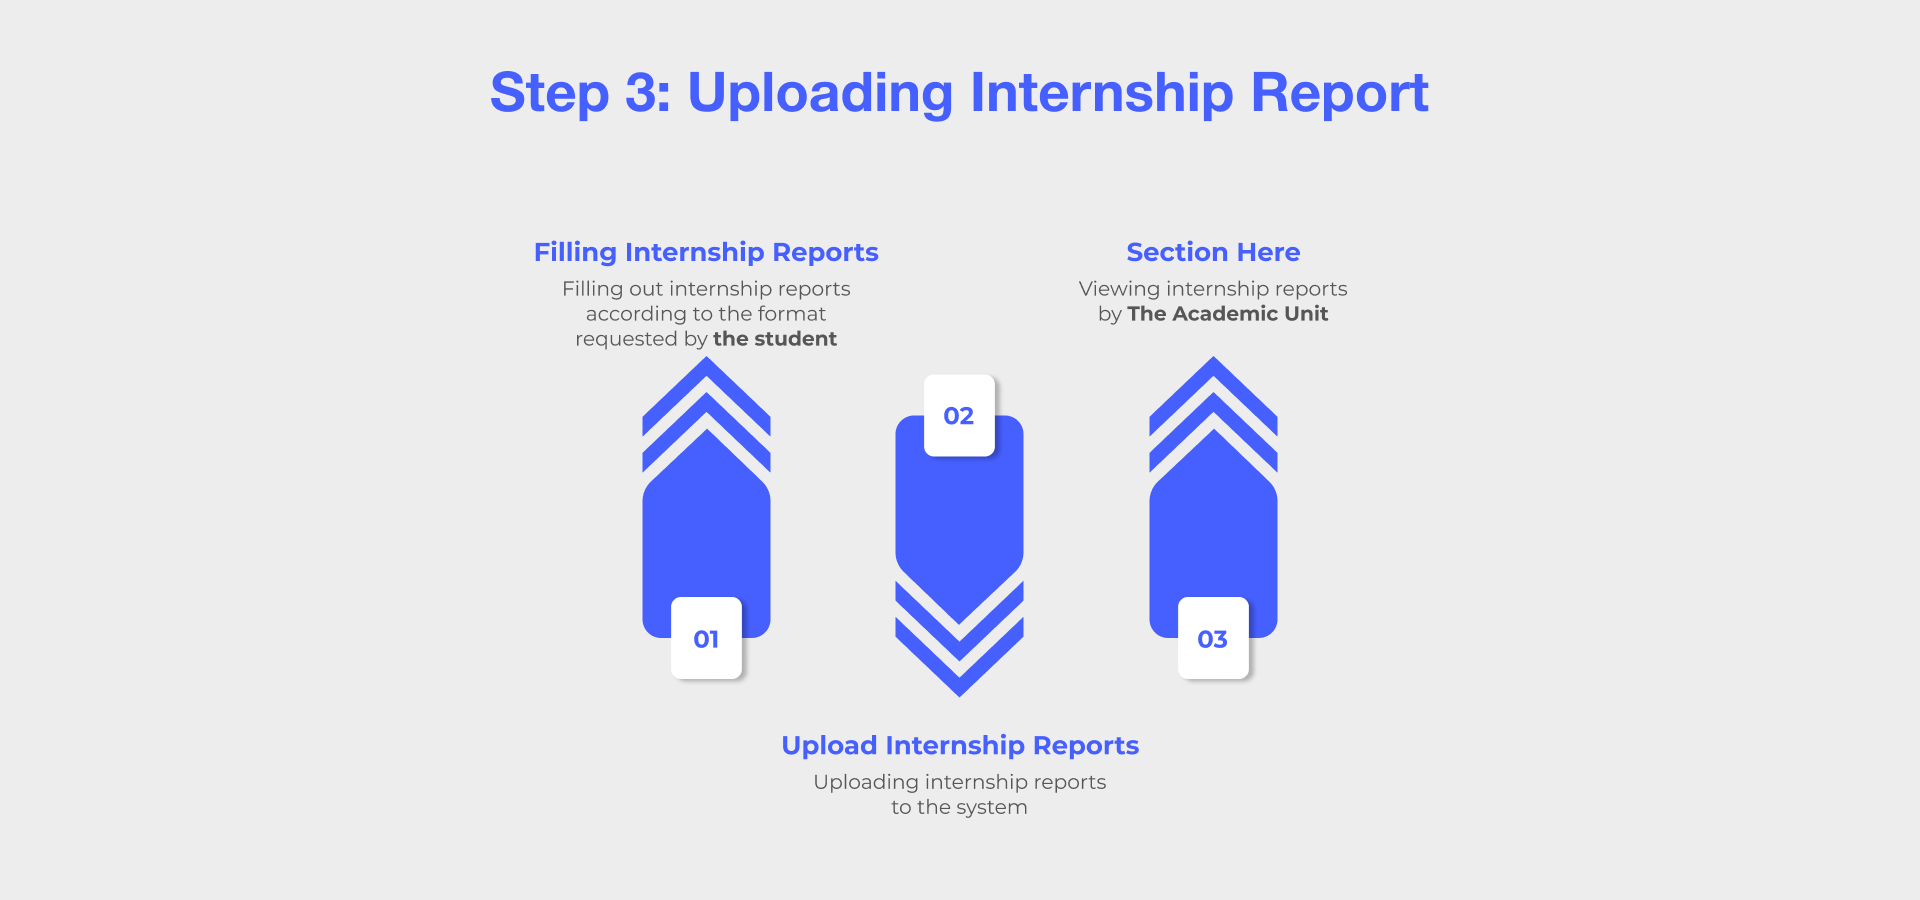 Step 3: Uploading Internship Report
Filling Internship Reports
Filling out internship reports
according to the format
requested by the student
01
02
Upload Internship Reports
Uploading internship reports
to the system
Section Here
Viewing internship reports
by The Academic Unit
03